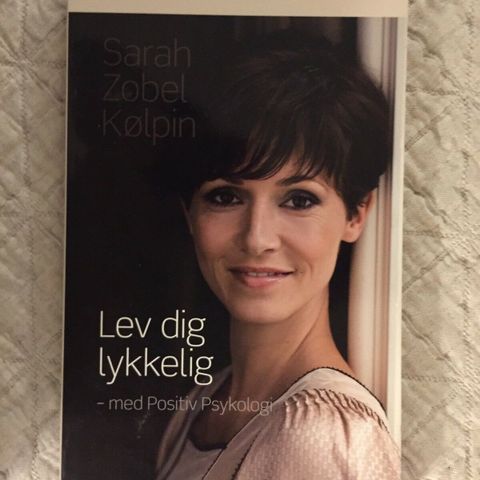 Sarah
Zobel
Kølpin
Lev dig
lykkelig
– med Positiv Psykologi